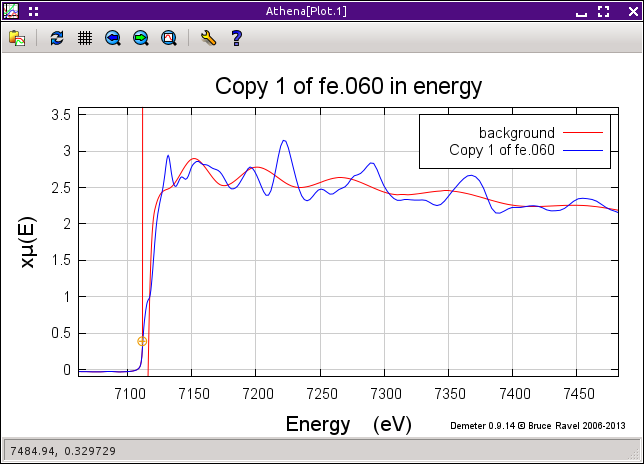 Athena[Plot.1]
Copy 1 of fe.060 in energy
background
Copy 1 of fe.060
3.5
3
2.5
2
1.5
1
0.5
0
xμ(E)
7100 7150 7200 7250 7300 7350 7400 7450
Energy (eV)
Demeter 0.9.14 © Bruce Ravel 2006-2013
7484.94, 0.329729